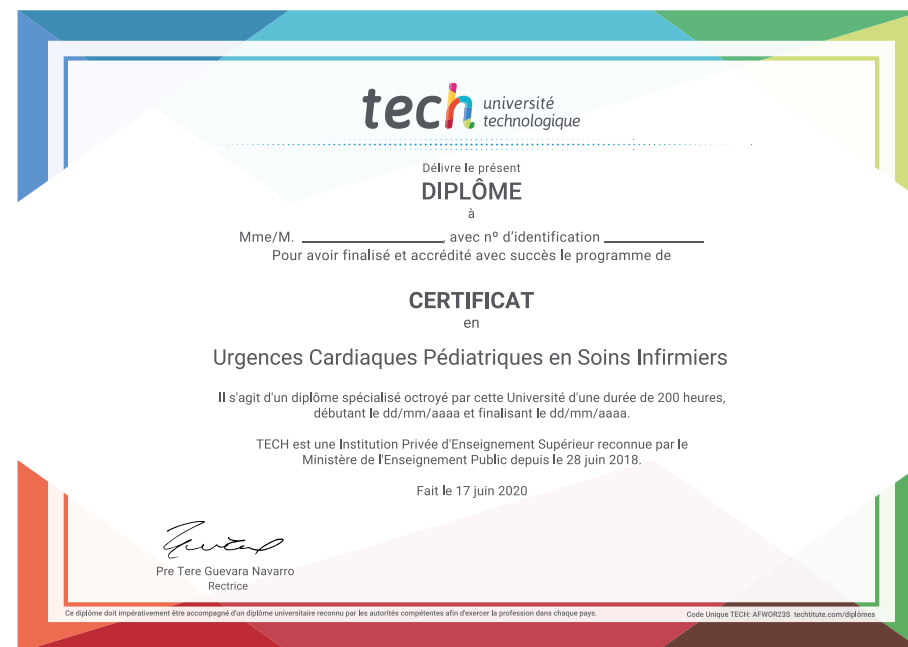 tech université
technologique
Délivre le présent
DIPLÔME
à
Mme/M. ____________________, avec nº d'identification ______________
Pour avoir finalisé et accrédité avec succès le programme de
CERTIFICAT
en
Urgences Cardiaques Pédiatriques en Soins Infirmiers
Il s'agit d'un diplôme spécialisé octroyé par cette Université d'une durée de 200 heures,
débutant le dd/mm/aaaa et finalisant le dd/mm/aaaa.
TECH est une Institution Privée d'Enseignement Supérieur reconnue par le
Ministère de l'Enseignement Public depuis le 28 juin 2018.
Fait le 17 juin 2020
Pre Tere Guevara Navarro
Rectrice
Ce diplôme doit impérativement être accompagné d'un diplôme universitaire reconnu par les autorités compétentes afin d'exercer la profession dans chaque pays.
Code Unique TECH: AFWOR23S techtitute.com/diplômes